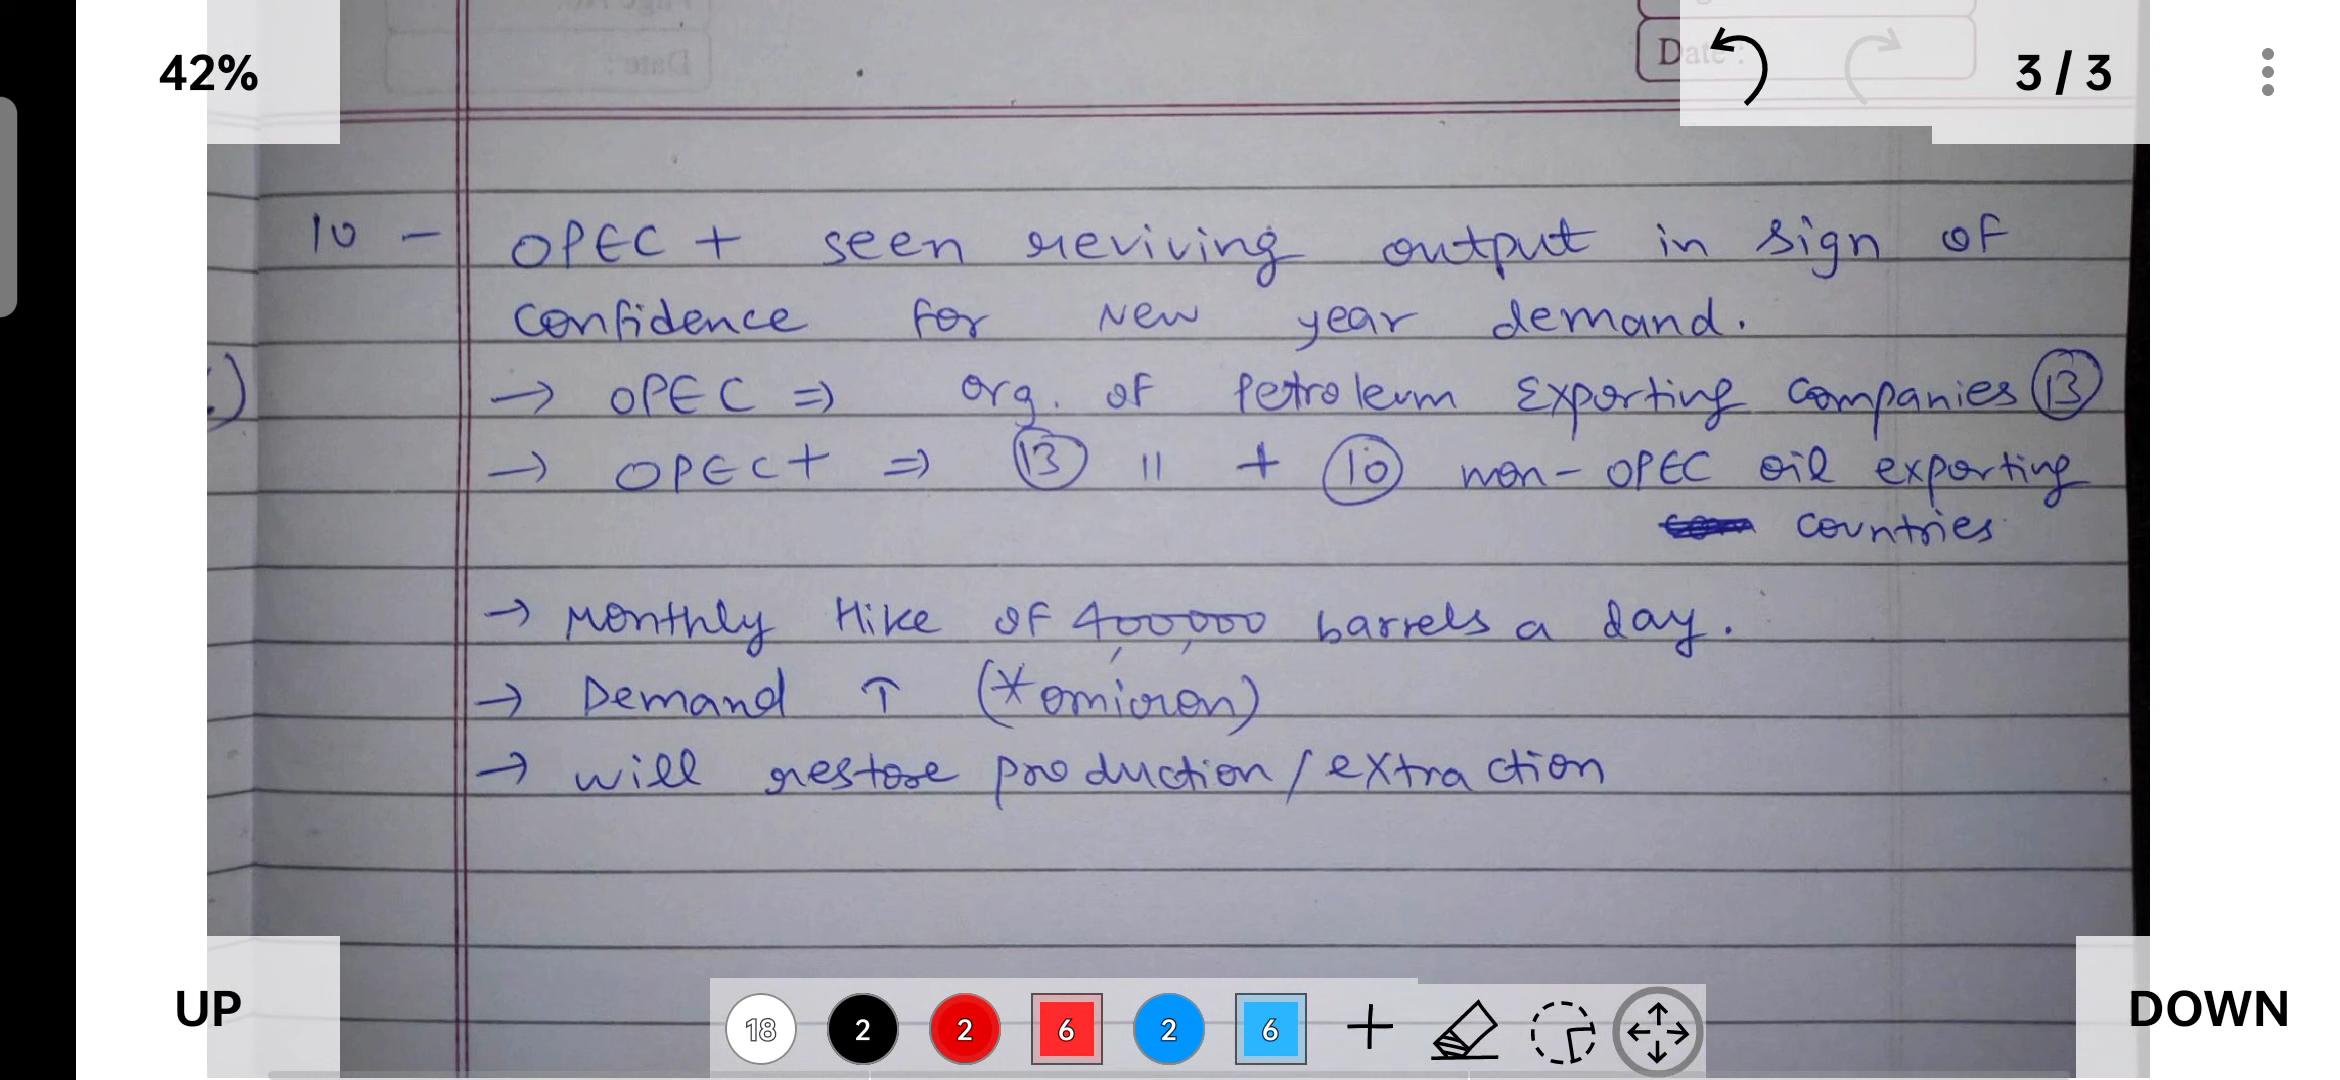 42%
Date :
3 / 3
10 - OPEC + seen reviving output in sign of
confidence for New year demand.
→ OPEC ⇒ org. of Petroleum Exporting Companies 13
→ OPEC+ ⇒ 13 11 + 10 non-OPEC oil exporting
countries
→ Monthly Hike of 400,000 barrels a day.
→ Demand ↑ (*omicron)
→ will restore production/extraction
UP
18 2 2 6 2 6 +
DOWN